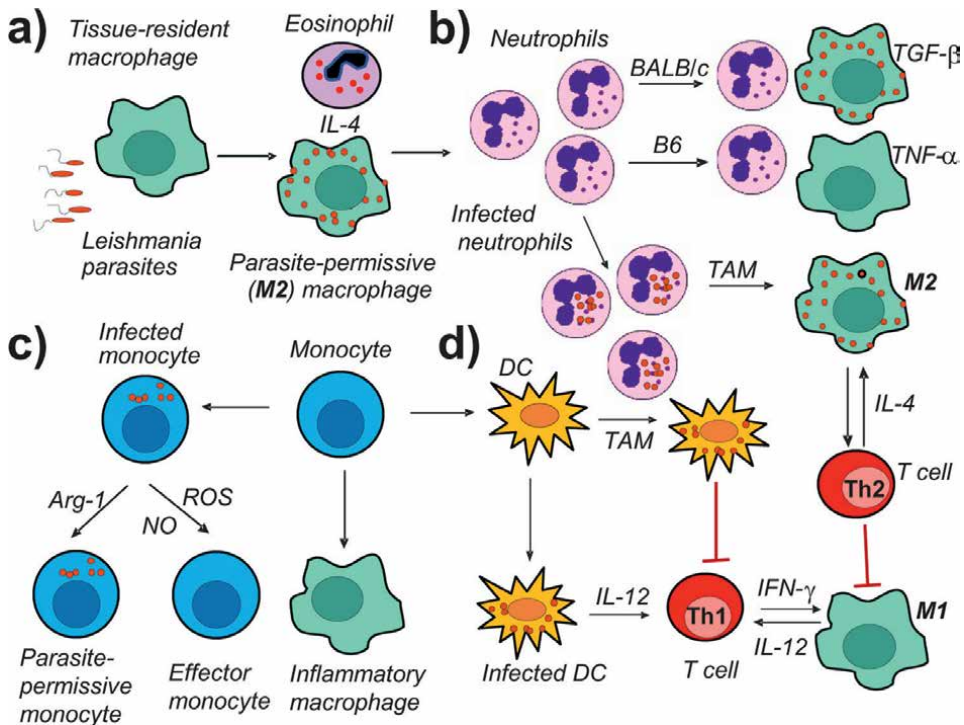 a)
Tissue-resident
macrophage
Eosinophil
IL-4
Leishmania
parasites
Parasite-permissive
(M2) macrophage
b)
Neutrophils
BALB/c
TGF-β
B6
TNF-α
Infected
neutrophils
TAM
M2
c)
Infected
monocyte
Monocyte
Arg-1
ROS
NO
Parasite-
permissive
monocyte
Effector
monocyte
Inflammatory
macrophage
d)
DC
TAM
IL-4
T cell
Th2
IL-12
Th1
IFN-γ
IL-12
M1
Infected DC
T cell